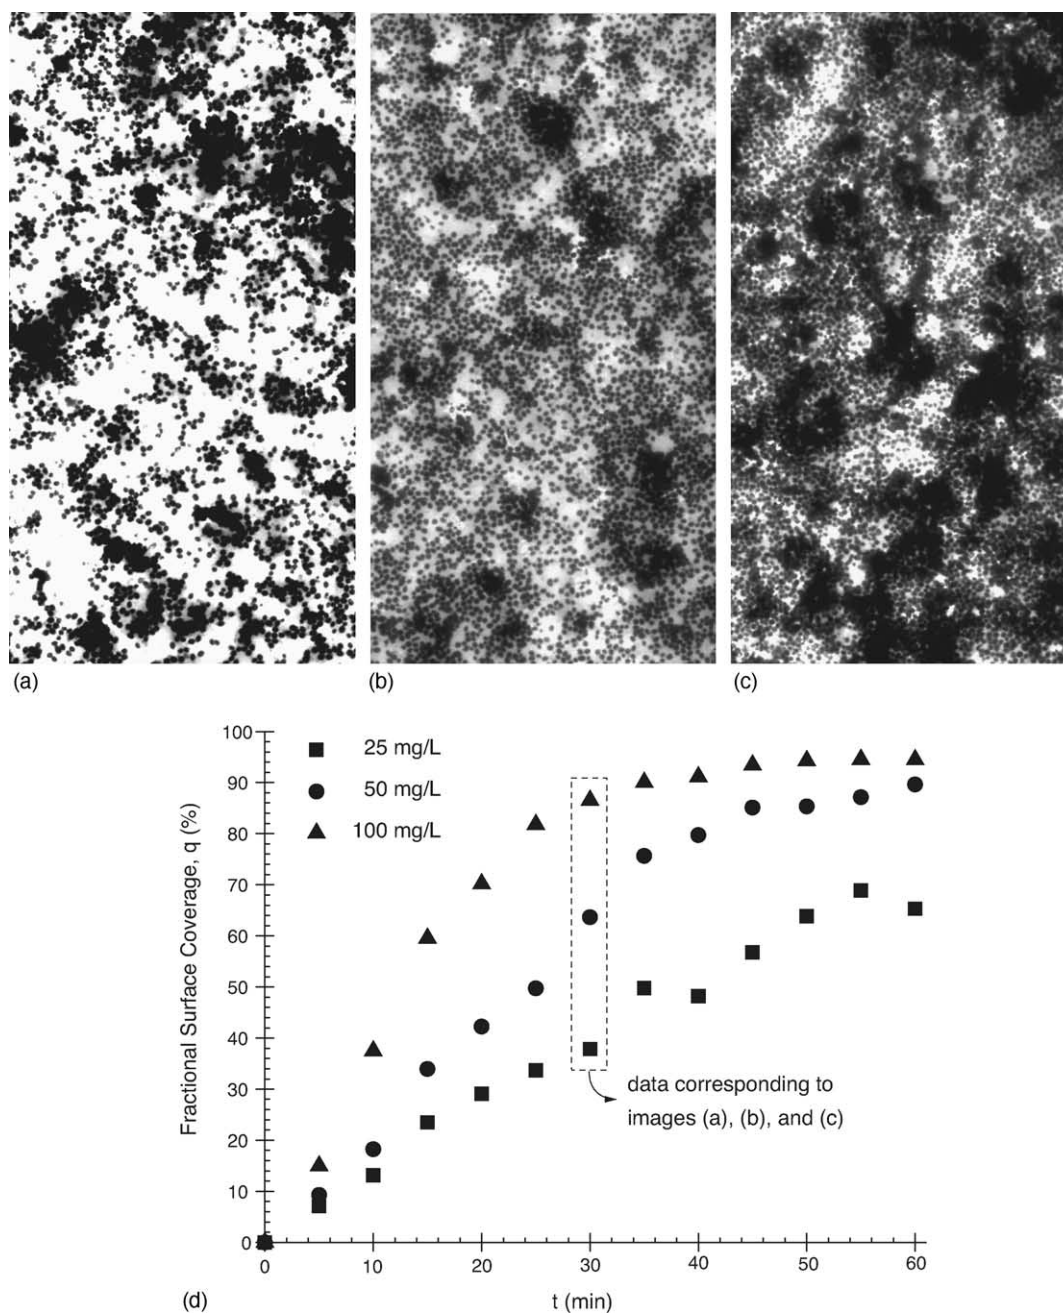 (a)
(b)
(c)
100
90
80
70
60
50
40
30
20
10
0
Fractional Surface Coverage, q (%)
25 mg/L
50 mg/L
100 mg/L
data corresponding to
images (a), (b), and (c)
0 10 20 30 40 50 60
(d)
t (min)